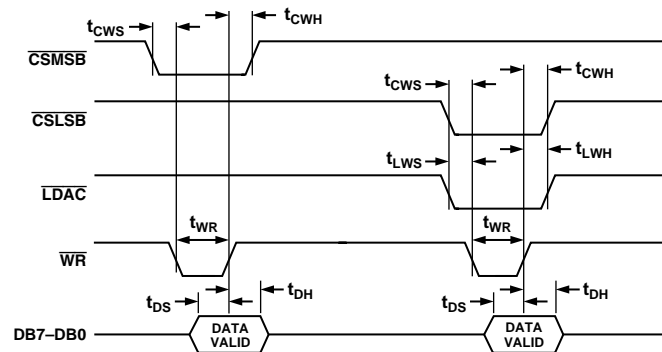 tCWS
tCWH
CSMSB
tCWS
tCWH
CSLSB
tLWS
tLWH
LDAC
tWR
tWR
WR
tDS
tDH
tDS
tDH
DB7–DB0
DATA
VALID
DATA
VALID